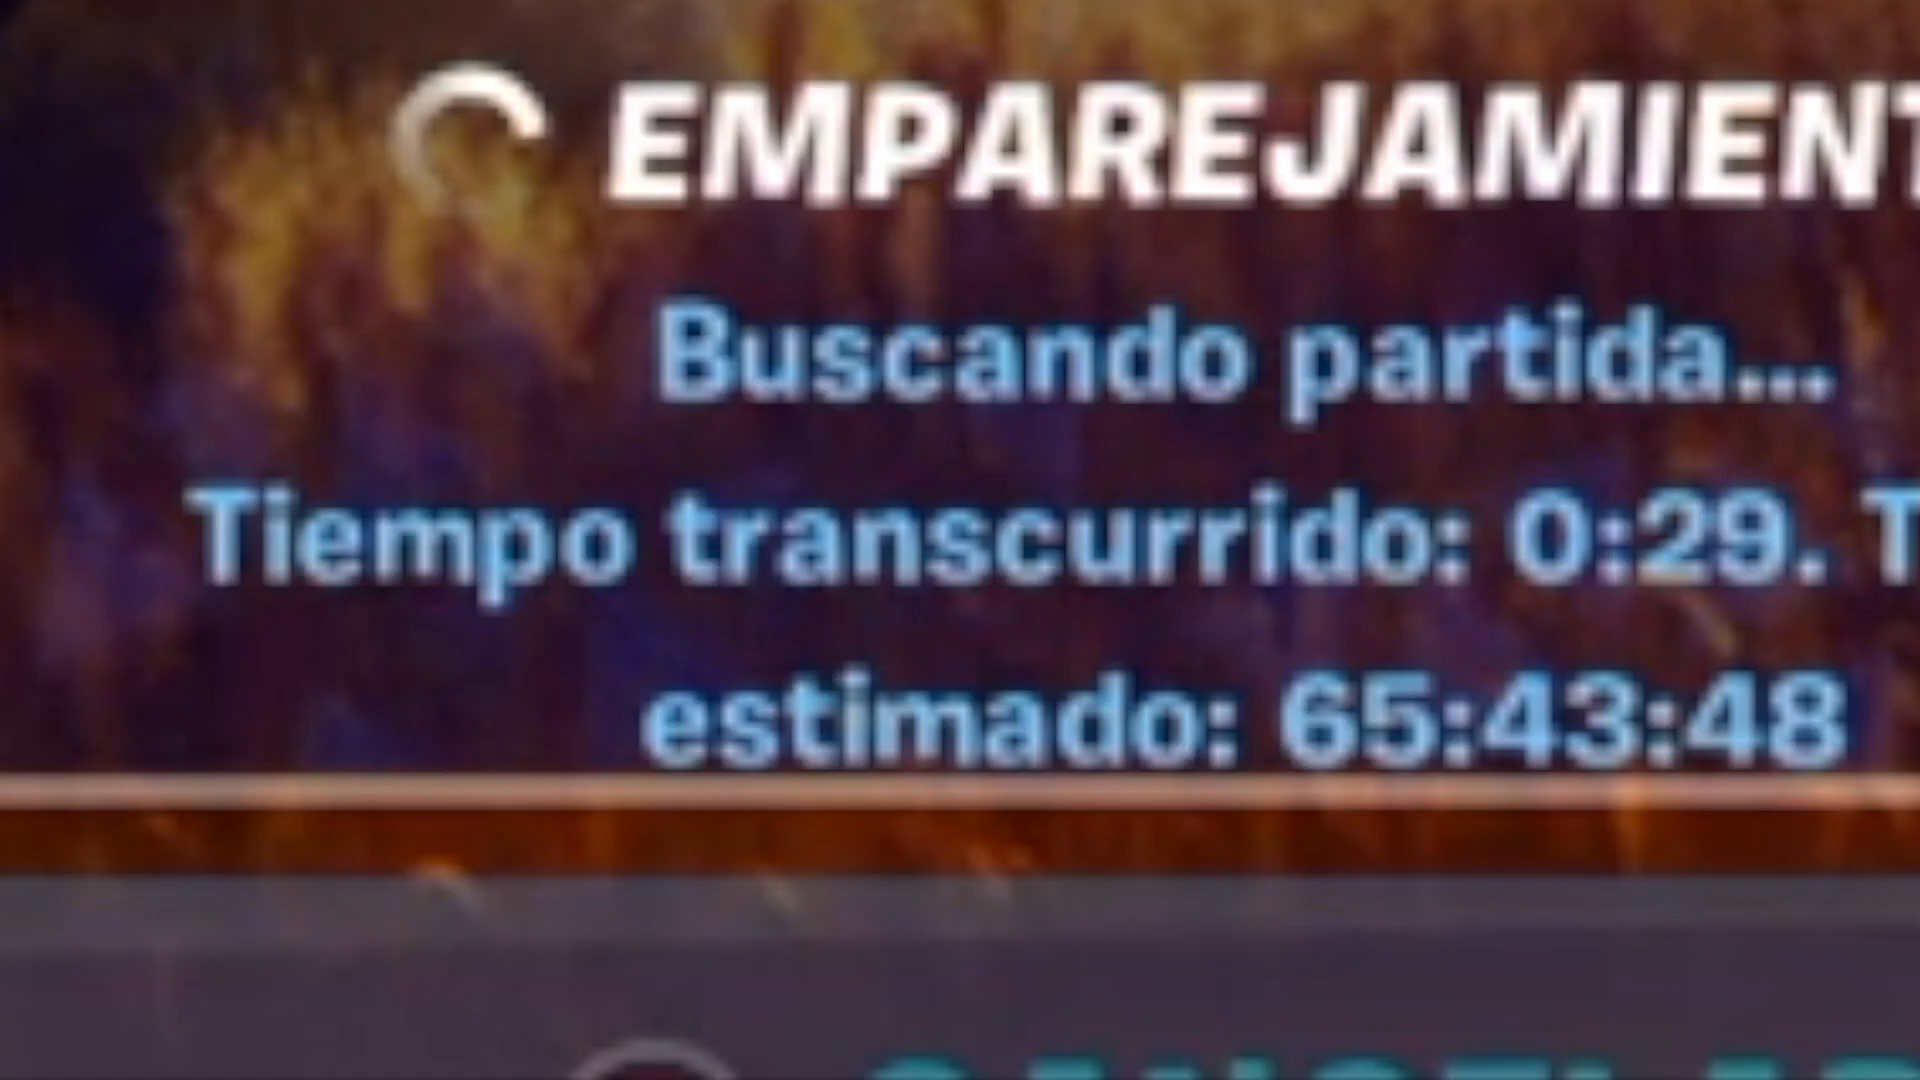 EMPAREJAMIENT
Buscando partida...
Tiempo transcurrido: 0:29. T
estimado: 65:43:48